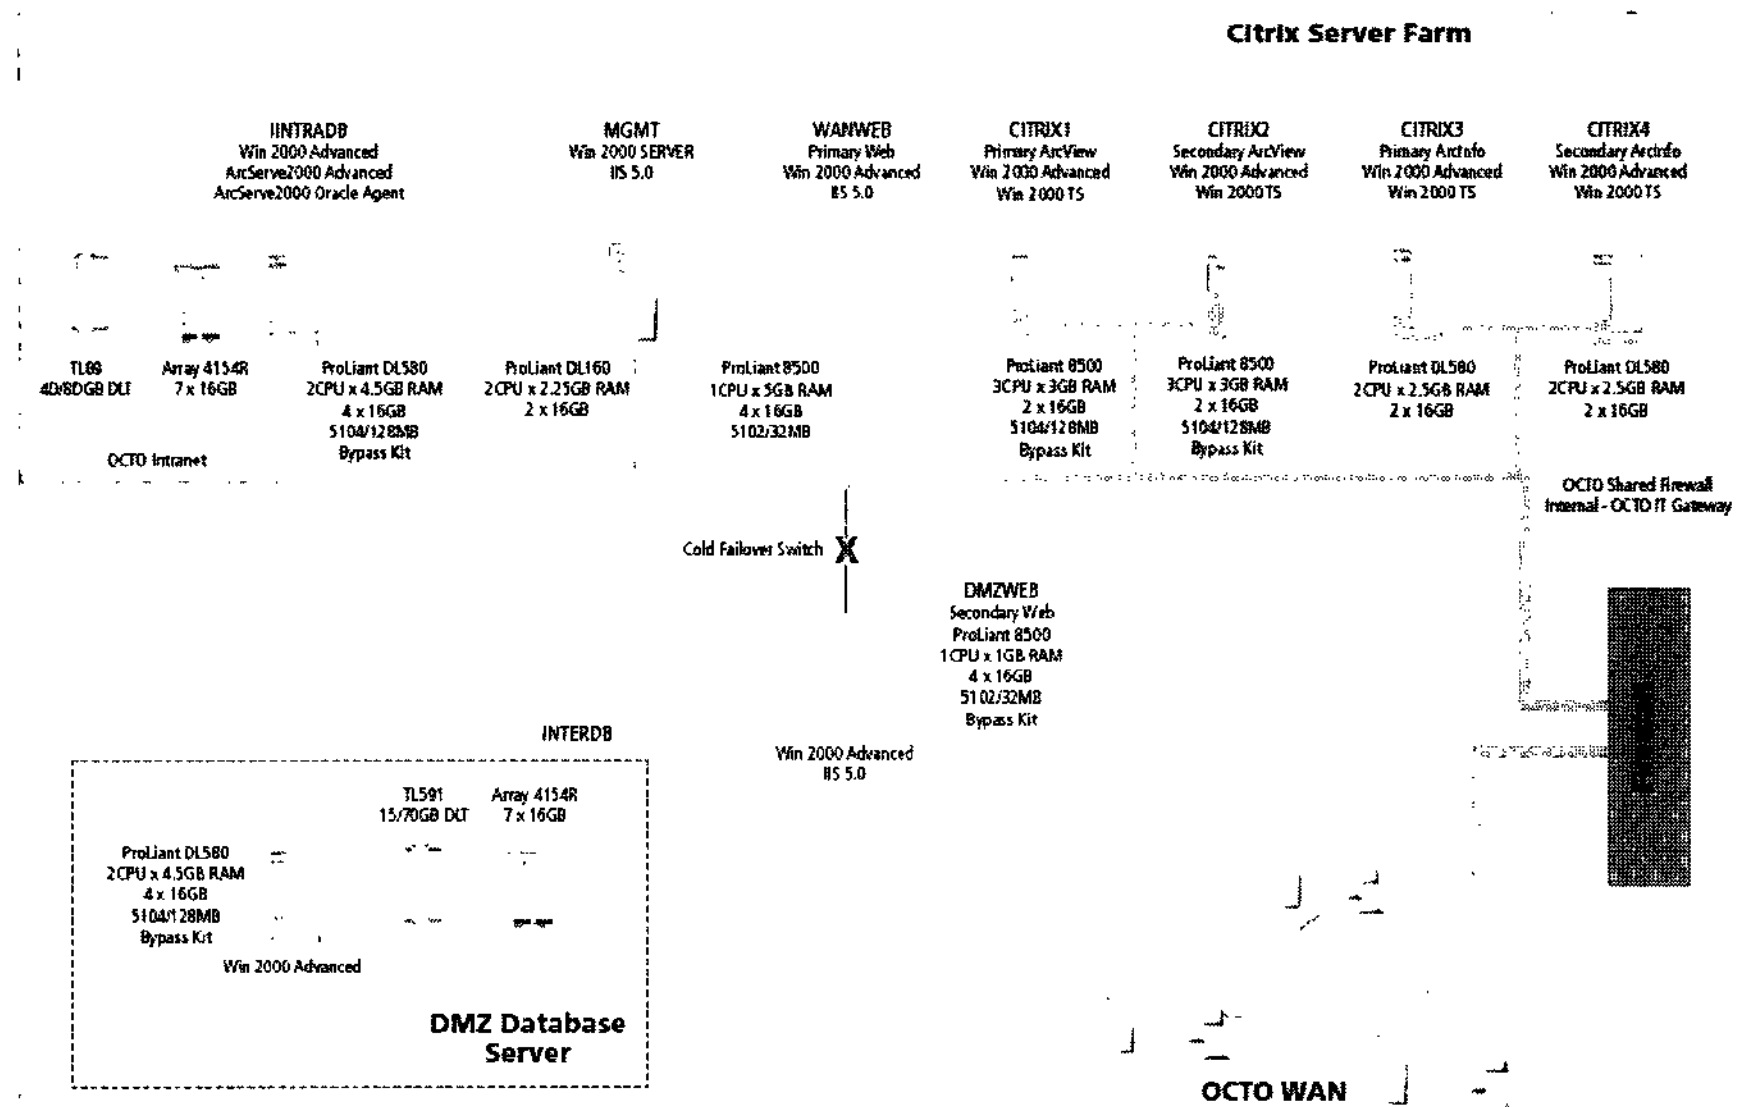 Citrix Server Farm
IINTRADB
Win 2000 Advanced
ArcServe2000 Advanced
ArcServe2000 Oracle Agent
MGMT
Win 2000 SERVER
IIS 5.0
WANWEB
Primary Web
Win 2000 Advanced
IIS 5.0
CITRIX1
Primary ArcView
Win 2000 Advanced
Win 2000 TS
CITRIX2
Secondary ArcView
Win 2000 Advanced
Win 2000 TS
CITRIX3
Primary ArcInfo
Win 2000 Advanced
Win 2000 TS
CITRIX4
Secondary ArcInfo
Win 2000 Advanced
Win 2000 TS
TL89
40/80GB DLT
Array 4154R
7 x 16GB
ProLiant DL580
2CPU x 4.5GB RAM
4 x 16GB
5104/128MB
Bypass Kit
ProLiant DL160
2CPU x 2.25GB RAM
2 x 16GB
ProLiant 8500
1CPU x 5GB RAM
4 x 16GB
5102/32MB
ProLiant 8500
3CPU x 3GB RAM
2 x 16GB
5104/128MB
Bypass Kit
ProLiant 8500
3CPU x 3GB RAM
2 x 16GB
5104/128MB
Bypass Kit
ProLiant DL580
2CPU x 2.5GB RAM
2 x 16GB
ProLiant DL580
2CPU x 2.5GB RAM
2 x 16GB
OCTO Intranet
OCTO Shared Firewall
Internal - OCTO IT Gateway
Cold Failover Switch X
DMZWEB
Secondary Web
ProLiant 8500
1CPU x 1GB RAM
4 x 16GB
5102/32MB
Bypass Kit
Win 2000 Advanced
IIS 5.0
INTERDB
TL591
15/70GB DLT
Array 4154R
7 x 16GB
ProLiant DL580
2CPU x 4.5GB RAM
4 x 16GB
5104/128MB
Bypass Kit
Win 2000 Advanced
DMZ Database
Server
OCTO WAN